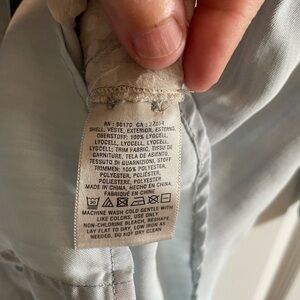 RN: 96170 CA: 32054
SHELL, VESTE, EXTERIOR, ESTERNO,
OBERSTOFF: 100% LYOCELL,
LYOCELL, LYOCELL, LYOCELL,
LYOCELL; TRIM FABRIC, TISSU DE
GARNITURE, TELA DE ASIENTO,
TESSUTO DI GUARNIZIONI, STOFF
TRIMMEN: 100% POLYESTER,
POLYESTER, POLIESTER,
POLIESTERE, POLYESTER
MADE IN CHINA, HECHO EN CHINA,
FABRIQUÉ EN CHINE
MACHINE WASH COLD GENTLE WITH
LIKE COLORS, USE ONLY
NON-CHLORINE BLEACH, RESHAPE
LAY FLAT TO DRY, LOW IRON AS
NEEDED, DO NOT DRY CLEAN